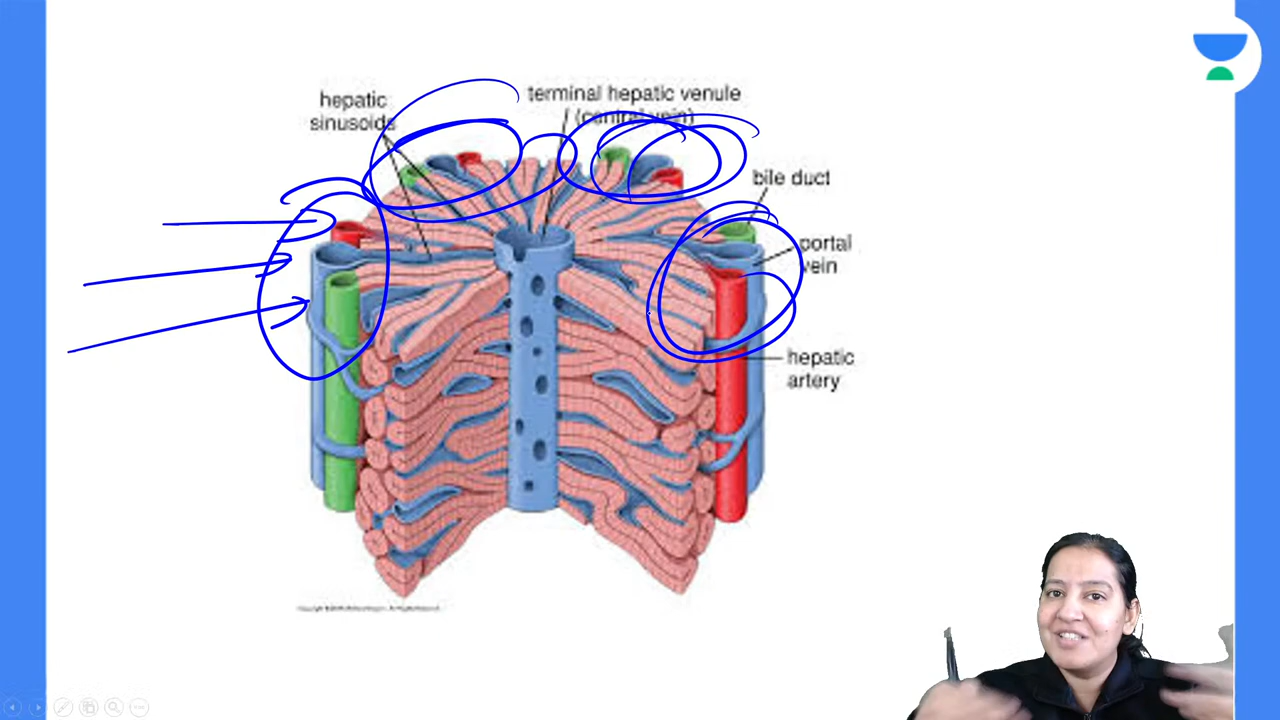 hepatic
sinusoids
terminal hepatic venule
(central vein)
bile duct
portal
vein
hepatic
artery